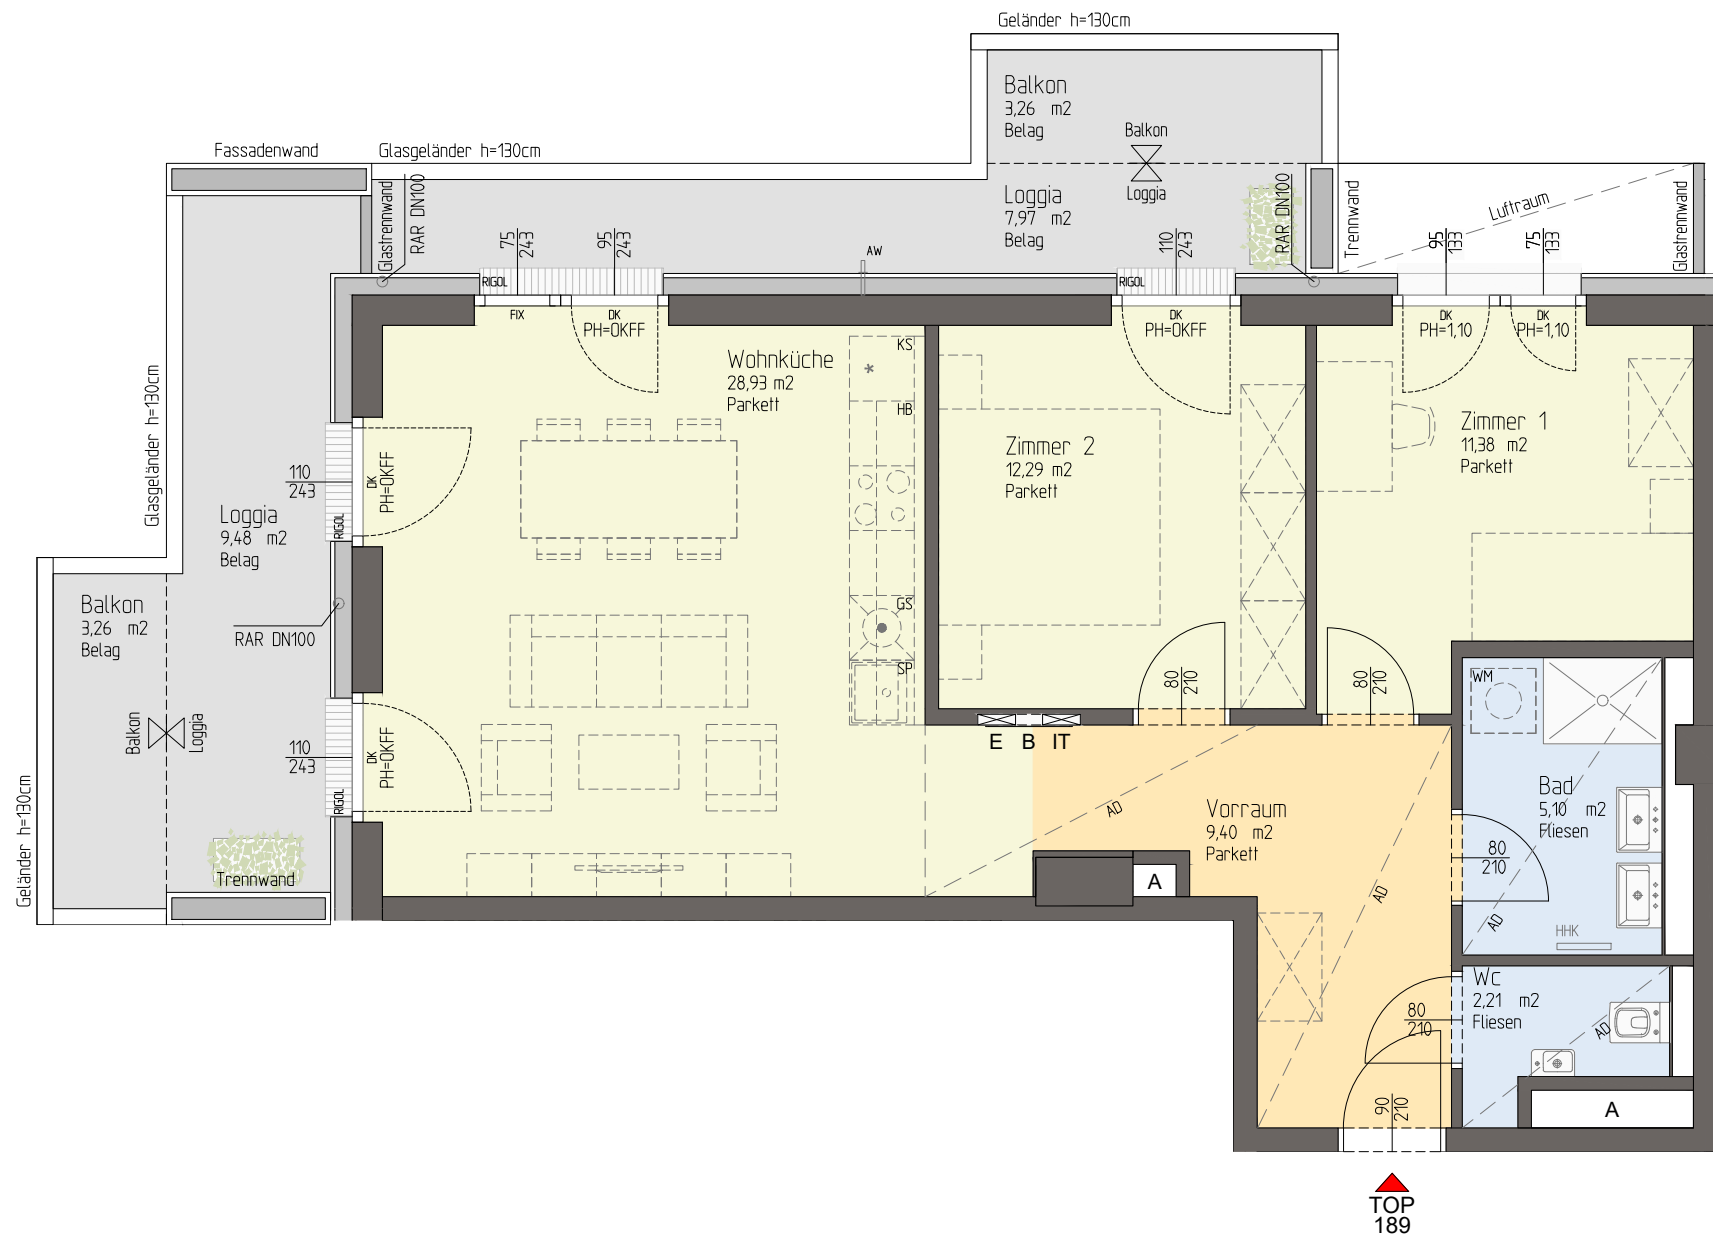 Geländer h=130cm
Balkon
3,26 m2
Belag
Balkon
Loggia
Fassadenwand
Glasgeländer h=130cm
Glastrennwand
RAR DN100
Loggia
7,97 m2
Belag
RAR DN100
Trennwand
Luftraum
Glastrennwand
75
243
95
243
AW
110
243
95
133
75
133
RIGOL
RIGOL
FIX
DK
PH=OKFF
DK
PH=OKFF
DK
PH=1,10
DK
PH=1,10
Wohnküche
28,93 m2
Parkett
KS
*
HB
GS
SP
Zimmer 2
12,29 m2
Parkett
Zimmer 1
11,38 m2
Parkett
Glasgeländer h=130cm
110
243
DK
PH=OKFF
RIGOL
Loggia
9,48 m2
Belag
Balkon
3,26 m2
Belag
RAR DN100
Balkon
Loggia
110
243
DK
PH=OKFF
RIGOL
Geländer h=130cm
Trennwand
80
210
80
210
WM
E B IT
AD
Vorraum
9,40 m2
Parkett
Bad
5,10 m2
Fliesen
80
210
A
AD
AD
HHK
Wc
2,21 m2
Fliesen
80
210
AD
90
210
A
TOP
189